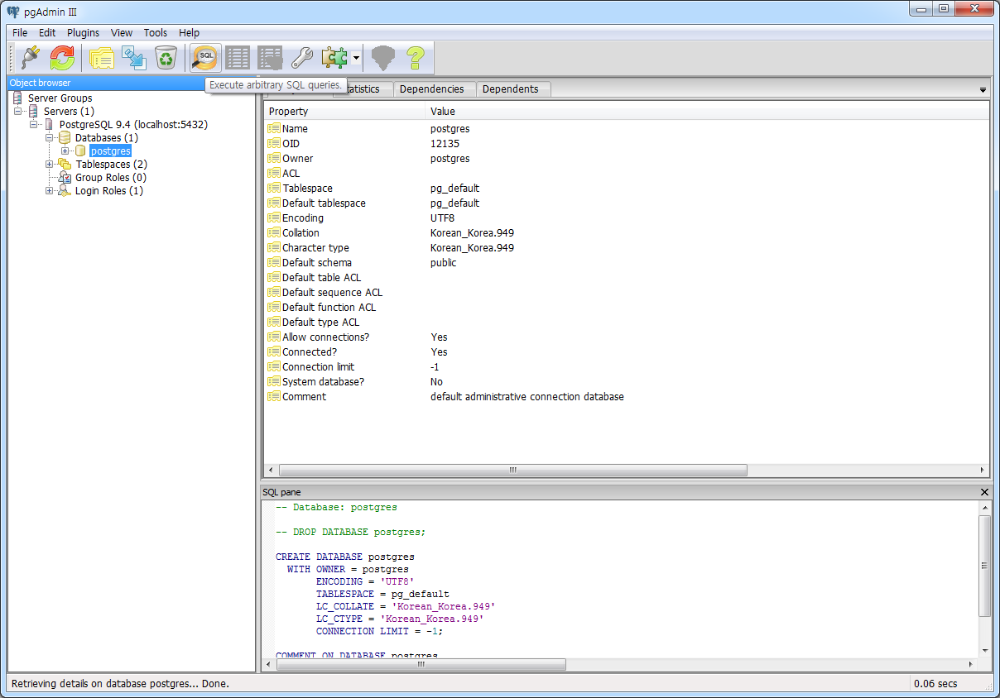 pgAdmin III
File Edit Plugins View Tools Help
SQL
Object browser
Execute arbitrary SQL queries.
Statistics Dependencies Dependents
Server Groups
Servers (1)
PostgreSQL 9.4 (localhost:5432)
Databases (1)
postgres
Tablespaces (2)
Group Roles (0)
Login Roles (1)
Property Value
Name postgres
OID 12135
Owner postgres
ACL
Tablespace pg_default
Default tablespace pg_default
Encoding UTF8
Collation Korean_Korea.949
Character type Korean_Korea.949
Default schema public
Default table ACL
Default sequence ACL
Default function ACL
Default type ACL
Allow connections? Yes
Connected? Yes
Connection limit -1
System database? No
Comment default administrative connection database
SQL pane
-- Database: postgres
-- DROP DATABASE postgres;
CREATE DATABASE postgres
WITH OWNER = postgres
ENCODING = 'UTF8'
TABLESPACE = pg_default
LC_COLLATE = 'Korean_Korea.949'
LC_CTYPE = 'Korean_Korea.949'
CONNECTION LIMIT = -1;
COMMENT ON DATABASE postgres
Retrieving details on database postgres... Done. 0.06 secs